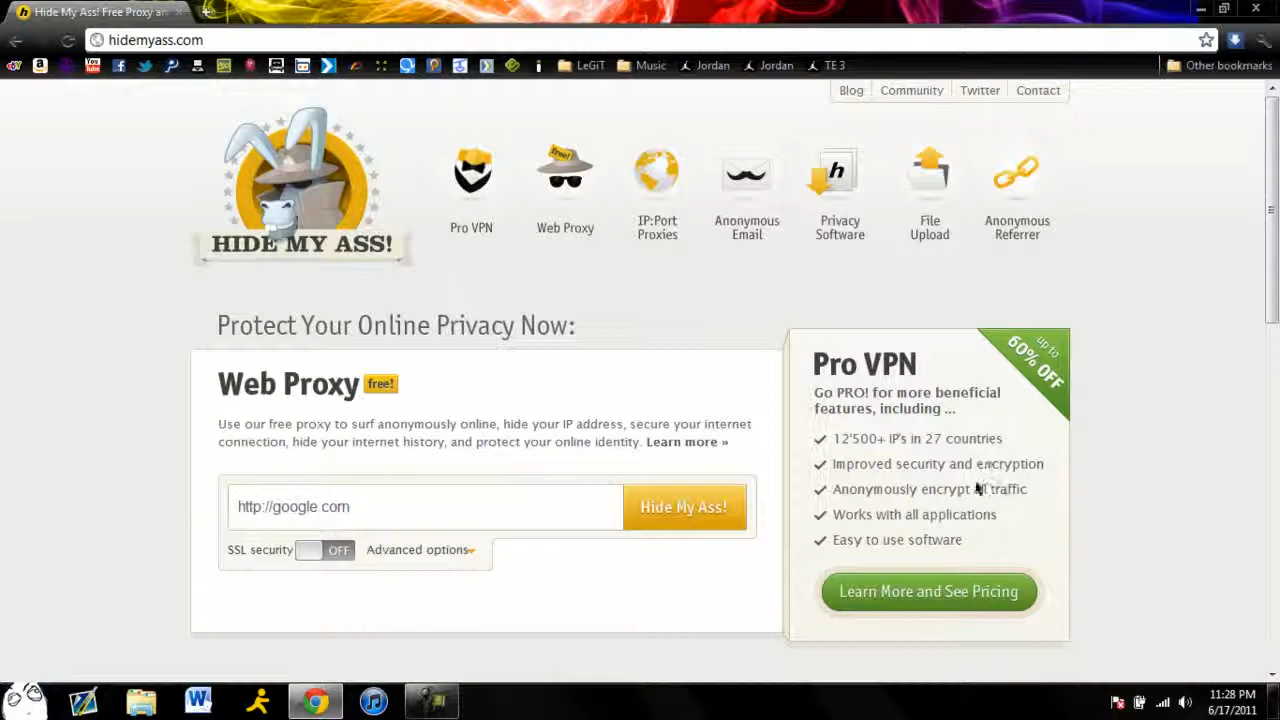 Hide My Ass! Free Proxy an
hidemyass.com
LeGiT
Music
Jordan
Jordan
TE 3
Other bookmarks
Blog
Community
Twitter
Contact
HIDE MY ASS!
Pro VPN
free!
Web Proxy
IP:Port
Proxies
Anonymous
Email
h
Privacy
Software
File
Upload
Anonymous
Referrer
Protect Your Online Privacy Now:
Web Proxy free!
Use our free proxy to surf anonymously online, hide your IP address, secure your internet
connection, hide your internet history, and protect your online identity. Learn more »
http://google.com
Hide My Ass!
SSL security
OFF
Advanced options
up to
60% OFF
Pro VPN
Go PRO! for more beneficial
features, including ...
12'500+ IP's in 27 countries
Improved security and encryption
Anonymously encrypt all traffic
Works with all applications
Easy to use software
Learn More and See Pricing
11:28 PM
6/17/2011